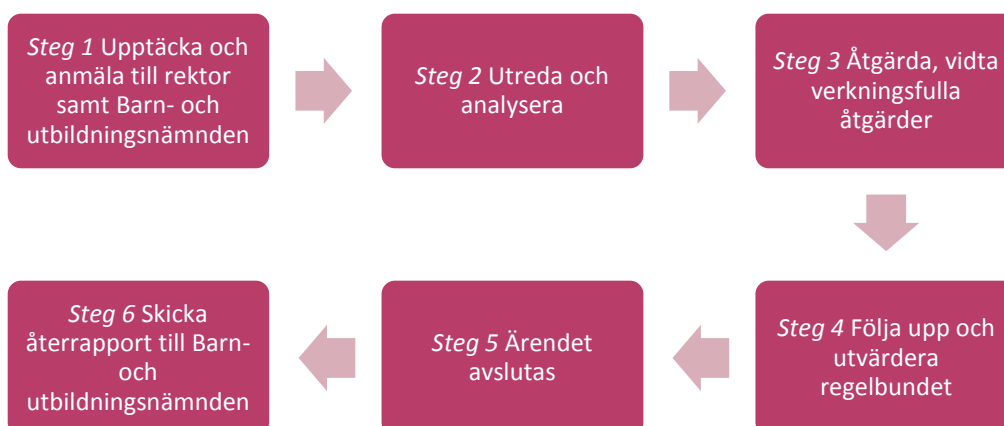 Steg 1 Upptäcka och
anmäla till rektor
samt Barn- och
utbildningsnämnden
Steg 2 Utreda och
analysera
Steg 3 Åtgärda, vidta
verkningsfulla
åtgärder
Steg 4 Följa upp och
utvärdera
regelbundet
Steg 5 Ärendet
avslutas
Steg 6 Skicka
återrapport till Barn-
och
utbildningsnämnden